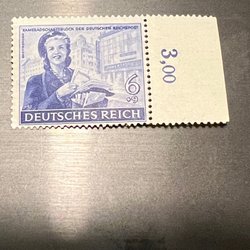 KAMERADSCHAFTSBLOCK DER DEUTSCHEN REICHSPOST
6+9
DEUTSCHES REICH
3,00